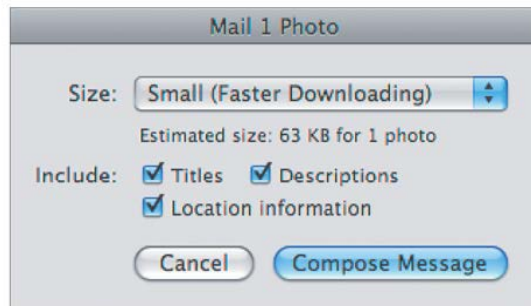 Mail 1 Photo
Size: Small (Faster Downloading)
Estimated size: 63 KB for 1 photo
Include: Titles Descriptions
Location information
Cancel Compose Message